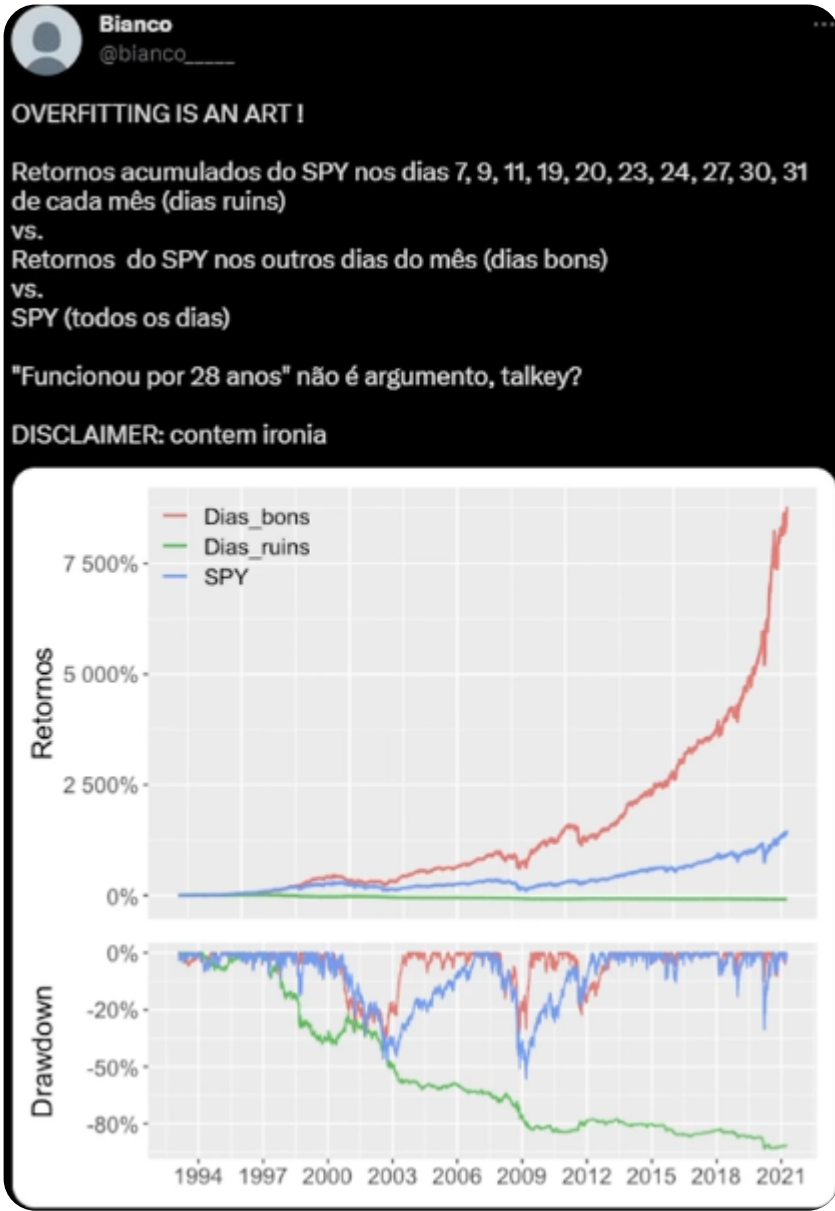 Bianco
@bianco_____
OVERFITTING IS AN ART !
Retornos acumulados do SPY nos dias 7, 9, 11, 19, 20, 23, 24, 27, 30, 31
de cada mês (dias ruins)
vs.
Retornos  do SPY nos outros dias do mês (dias bons)
vs.
SPY (todos os dias)
"Funcionou por 28 anos" não é argumento, talkey?
DISCLAIMER: contem ironia
Dias_bons
Dias_ruins
SPY
Retornos
7 500%
5 000%
2 500%
0%
Drawdown
0%
-20%
-50%
-80%
1994 1997 2000 2003 2006 2009 2012 2015 2018 2021